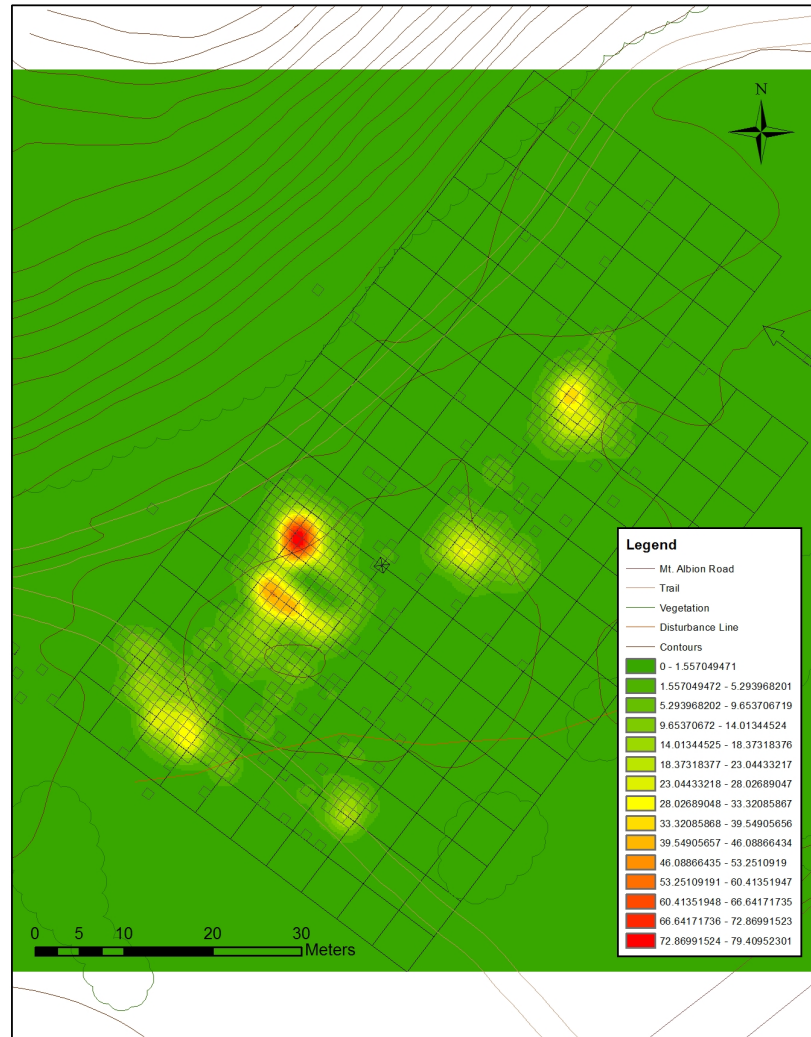 N
Legend
Mt. Albion Road
Trail
Vegetation
Disturbance Line
Contours
0 - 1.557049471
1.557049472 - 5.293968201
5.293968202 - 9.653706719
9.65370672 - 14.01344524
14.01344525 - 18.37318376
18.37318377 - 23.04433217
23.04433218 - 28.02689047
28.02689048 - 33.32085867
33.32085868 - 39.54905656
39.54905657 - 46.08866434
46.08866435 - 53.2510919
53.25109191 - 60.41351947
60.41351948 - 66.64171735
66.64171736 - 72.86991523
72.86991524 - 79.40952301
0 5 10 20 30
Meters